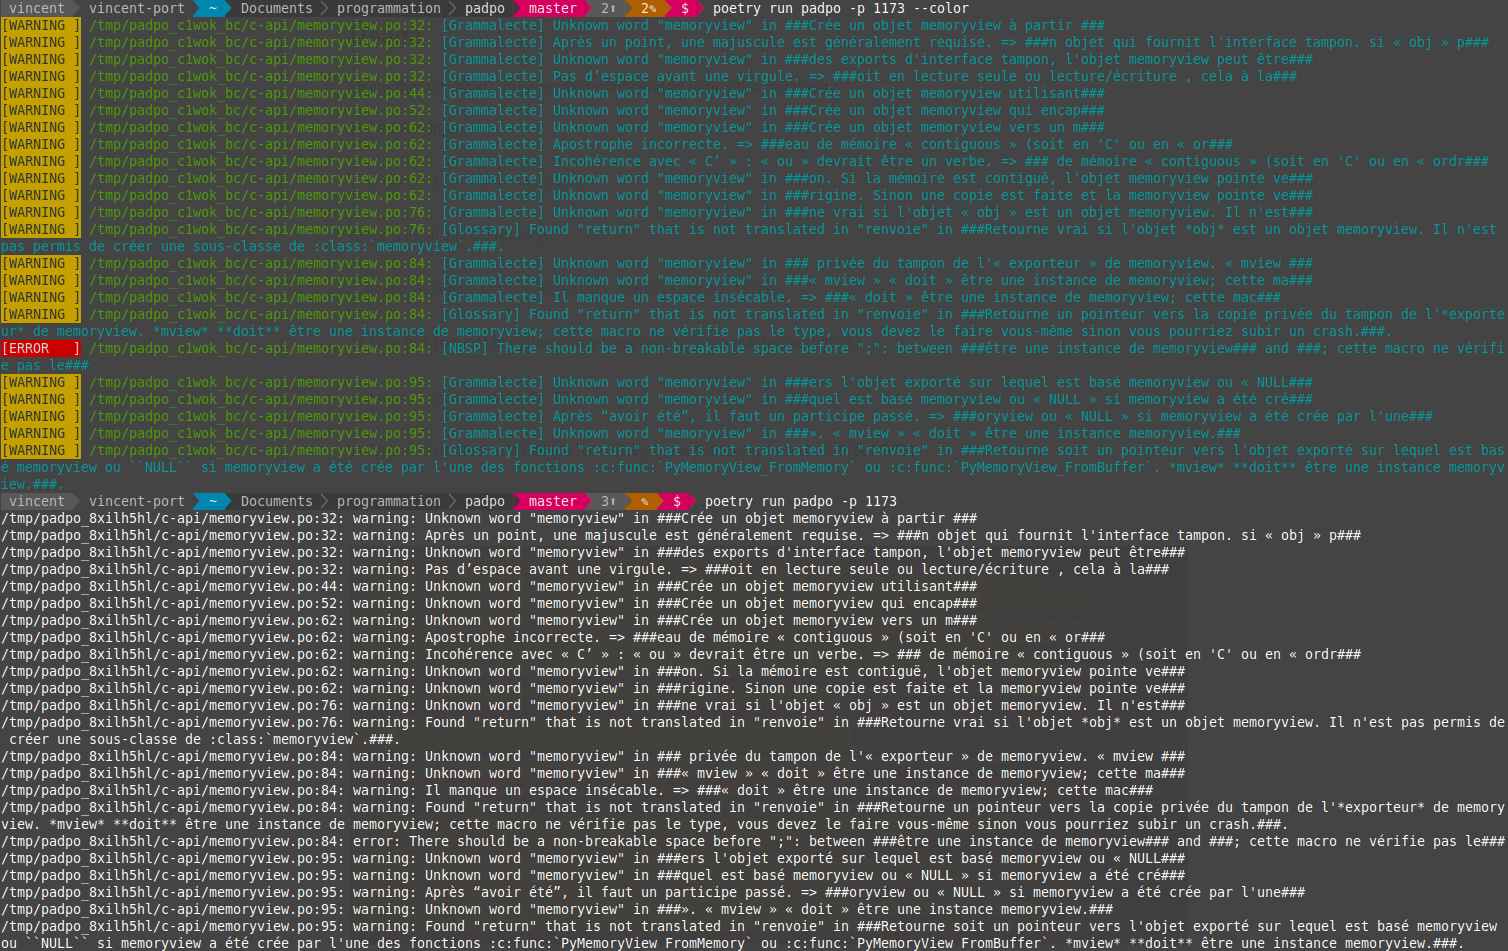 vincent vincent-port ~ Documents programmation padpo master 2⬆ 2✎ $ poetry run padpo -p 1173 --color
[WARNING ] /tmp/padpo_c1wok_bc/c-api/memoryview.po:32: [Grammalecte] Unknown word "memoryview" in ###Crée un objet memoryview à partir ###
[WARNING ] /tmp/padpo_c1wok_bc/c-api/memoryview.po:32: [Grammalecte] Après un point, une majuscule est généralement requise. => ###n objet qui fournit l'interface tampon. si « obj » p###
[WARNING ] /tmp/padpo_c1wok_bc/c-api/memoryview.po:32: [Grammalecte] Unknown word "memoryview" in ###des exports d'interface tampon, l'objet memoryview peut être###
[WARNING ] /tmp/padpo_c1wok_bc/c-api/memoryview.po:32: [Grammalecte] Pas d’espace avant une virgule. => ###oit en lecture seule ou lecture/écriture , cela à la###
[WARNING ] /tmp/padpo_c1wok_bc/c-api/memoryview.po:44: [Grammalecte] Unknown word "memoryview" in ###Crée un objet memoryview utilisant###
[WARNING ] /tmp/padpo_c1wok_bc/c-api/memoryview.po:52: [Grammalecte] Unknown word "memoryview" in ###Crée un objet memoryview qui encap###
[WARNING ] /tmp/padpo_c1wok_bc/c-api/memoryview.po:62: [Grammalecte] Unknown word "memoryview" in ###Crée un objet memoryview vers un m###
[WARNING ] /tmp/padpo_c1wok_bc/c-api/memoryview.po:62: [Grammalecte] Apostrophe incorrecte. => ###eau de mémoire « contiguous » (soit en 'C' ou en « or###
[WARNING ] /tmp/padpo_c1wok_bc/c-api/memoryview.po:62: [Grammalecte] Incohérence avec « C’ » : « ou » devrait être un verbe. => ### de mémoire « contiguous » (soit en 'C' ou en « ordr###
[WARNING ] /tmp/padpo_c1wok_bc/c-api/memoryview.po:62: [Grammalecte] Unknown word "memoryview" in ###on. Si la mémoire est contiguë, l'objet memoryview pointe ve###
[WARNING ] /tmp/padpo_c1wok_bc/c-api/memoryview.po:62: [Grammalecte] Unknown word "memoryview" in ###rigine. Sinon une copie est faite et la memoryview pointe ve###
[WARNING ] /tmp/padpo_c1wok_bc/c-api/memoryview.po:76: [Grammalecte] Unknown word "memoryview" in ###ne vrai si l'objet « obj » est un objet memoryview. Il n'est###
[WARNING ] /tmp/padpo_c1wok_bc/c-api/memoryview.po:76: [Glossary] Found "return" that is not translated in "renvoie" in ###Retourne vrai si l'objet *obj* est un objet memoryview. Il n'est
pas permis de créer une sous-classe de :class:`memoryview`.###.
[WARNING ] /tmp/padpo_c1wok_bc/c-api/memoryview.po:84: [Grammalecte] Unknown word "memoryview" in ### privée du tampon de l'« exporteur » de memoryview. « mview ###
[WARNING ] /tmp/padpo_c1wok_bc/c-api/memoryview.po:84: [Grammalecte] Unknown word "memoryview" in ###« mview » « doit » être une instance de memoryview; cette ma###
[WARNING ] /tmp/padpo_c1wok_bc/c-api/memoryview.po:84: [Grammalecte] Il manque un espace insécable. => ###« doit » être une instance de memoryview; cette mac###
[WARNING ] /tmp/padpo_c1wok_bc/c-api/memoryview.po:84: [Glossary] Found "return" that is not translated in "renvoie" in ###Retourne un pointeur vers la copie privée du tampon de l'*exporte
ur* de memoryview. *mview* **doit** être une instance de memoryview; cette macro ne vérifie pas le type, vous devez le faire vous-même sinon vous pourriez subir un crash.###.
[ERROR   ] /tmp/padpo_c1wok_bc/c-api/memoryview.po:84: [NBSP] There should be a non-breakable space before ";": between ###être une instance de memoryview### and ###; cette macro ne vérifi
e pas le###
[WARNING ] /tmp/padpo_c1wok_bc/c-api/memoryview.po:95: [Grammalecte] Unknown word "memoryview" in ###ers l'objet exporté sur lequel est basé memoryview ou « NULL###
[WARNING ] /tmp/padpo_c1wok_bc/c-api/memoryview.po:95: [Grammalecte] Unknown word "memoryview" in ###quel est basé memoryview ou « NULL » si memoryview a été cré###
[WARNING ] /tmp/padpo_c1wok_bc/c-api/memoryview.po:95: [Grammalecte] Après “avoir été”, il faut un participe passé. => ###oryview ou « NULL » si memoryview a été crée par l'une###
[WARNING ] /tmp/padpo_c1wok_bc/c-api/memoryview.po:95: [Grammalecte] Unknown word "memoryview" in ###». « mview » « doit » être une instance memoryview.###
[WARNING ] /tmp/padpo_c1wok_bc/c-api/memoryview.po:95: [Glossary] Found "return" that is not translated in "renvoie" in ###Retourne soit un pointeur vers l'objet exporté sur lequel est bas
é memoryview ou ``NULL`` si memoryview a été crée par l'une des fonctions :c:func:`PyMemoryView_FromMemory` ou :c:func:`PyMemoryView_FromBuffer`. *mview* **doit** être une instance memoryv
iew.###.
vincent vincent-port ~ Documents programmation padpo master 3⬆ ✎ $ poetry run padpo -p 1173
/tmp/padpo_8xilh5hl/c-api/memoryview.po:32: warning: Unknown word "memoryview" in ###Crée un objet memoryview à partir ###
/tmp/padpo_8xilh5hl/c-api/memoryview.po:32: warning: Après un point, une majuscule est généralement requise. => ###n objet qui fournit l'interface tampon. si « obj » p###
/tmp/padpo_8xilh5hl/c-api/memoryview.po:32: warning: Unknown word "memoryview" in ###des exports d'interface tampon, l'objet memoryview peut être###
/tmp/padpo_8xilh5hl/c-api/memoryview.po:32: warning: Pas d’espace avant une virgule. => ###oit en lecture seule ou lecture/écriture , cela à la###
/tmp/padpo_8xilh5hl/c-api/memoryview.po:44: warning: Unknown word "memoryview" in ###Crée un objet memoryview utilisant###
/tmp/padpo_8xilh5hl/c-api/memoryview.po:52: warning: Unknown word "memoryview" in ###Crée un objet memoryview qui encap###
/tmp/padpo_8xilh5hl/c-api/memoryview.po:62: warning: Unknown word "memoryview" in ###Crée un objet memoryview vers un m###
/tmp/padpo_8xilh5hl/c-api/memoryview.po:62: warning: Apostrophe incorrecte. => ###eau de mémoire « contiguous » (soit en 'C' ou en « or###
/tmp/padpo_8xilh5hl/c-api/memoryview.po:62: warning: Incohérence avec « C’ » : « ou » devrait être un verbe. => ### de mémoire « contiguous » (soit en 'C' ou en « ordr###
/tmp/padpo_8xilh5hl/c-api/memoryview.po:62: warning: Unknown word "memoryview" in ###on. Si la mémoire est contiguë, l'objet memoryview pointe ve###
/tmp/padpo_8xilh5hl/c-api/memoryview.po:62: warning: Unknown word "memoryview" in ###rigine. Sinon une copie est faite et la memoryview pointe ve###
/tmp/padpo_8xilh5hl/c-api/memoryview.po:76: warning: Unknown word "memoryview" in ###ne vrai si l'objet « obj » est un objet memoryview. Il n'est###
/tmp/padpo_8xilh5hl/c-api/memoryview.po:76: warning: Found "return" that is not translated in "renvoie" in ###Retourne vrai si l'objet *obj* est un objet memoryview. Il n'est pas permis de
créer une sous-classe de :class:`memoryview`.###.
/tmp/padpo_8xilh5hl/c-api/memoryview.po:84: warning: Unknown word "memoryview" in ### privée du tampon de l'« exporteur » de memoryview. « mview ###
/tmp/padpo_8xilh5hl/c-api/memoryview.po:84: warning: Unknown word "memoryview" in ###« mview » « doit » être une instance de memoryview; cette ma###
/tmp/padpo_8xilh5hl/c-api/memoryview.po:84: warning: Il manque un espace insécable. => ###« doit » être une instance de memoryview; cette mac###
/tmp/padpo_8xilh5hl/c-api/memoryview.po:84: warning: Found "return" that is not translated in "renvoie" in ###Retourne un pointeur vers la copie privée du tampon de l'*exporteur* de memory
view. *mview* **doit** être une instance de memoryview; cette macro ne vérifie pas le type, vous devez le faire vous-même sinon vous pourriez subir un crash.###.
/tmp/padpo_8xilh5hl/c-api/memoryview.po:84: error: There should be a non-breakable space before ";": between ###être une instance de memoryview### and ###; cette macro ne vérifie pas le###
/tmp/padpo_8xilh5hl/c-api/memoryview.po:95: warning: Unknown word "memoryview" in ###ers l'objet exporté sur lequel est basé memoryview ou « NULL###
/tmp/padpo_8xilh5hl/c-api/memoryview.po:95: warning: Unknown word "memoryview" in ###quel est basé memoryview ou « NULL » si memoryview a été cré###
/tmp/padpo_8xilh5hl/c-api/memoryview.po:95: warning: Après “avoir été”, il faut un participe passé. => ###oryview ou « NULL » si memoryview a été crée par l'une###
/tmp/padpo_8xilh5hl/c-api/memoryview.po:95: warning: Unknown word "memoryview" in ###». « mview » « doit » être une instance memoryview.###
/tmp/padpo_8xilh5hl/c-api/memoryview.po:95: warning: Found "return" that is not translated in "renvoie" in ###Retourne soit un pointeur vers l'objet exporté sur lequel est basé memoryview
ou ``NULL`` si memoryview a été crée par l'une des fonctions :c:func:`PyMemoryView_FromMemory` ou :c:func:`PyMemoryView_FromBuffer`. *mview* **doit** être une instance memoryview.###.